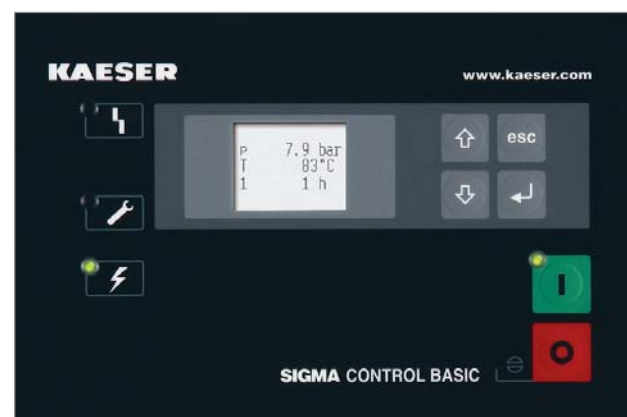 KAESER
www.kaeser.com
P 7.9 bar
T 83°C
1 1 h
esc
SIGMA CONTROL BASIC